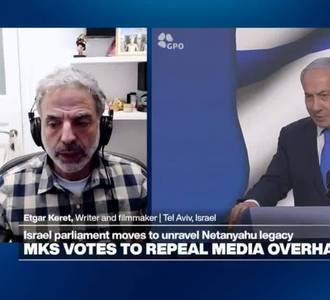 GPO
Etgar Keret, Writer and filmmaker | Tel Aviv, Israel
Israel parliament moves to unravel Netanyahu legacy
MKS VOTES TO REPEAL MEDIA OVERHA